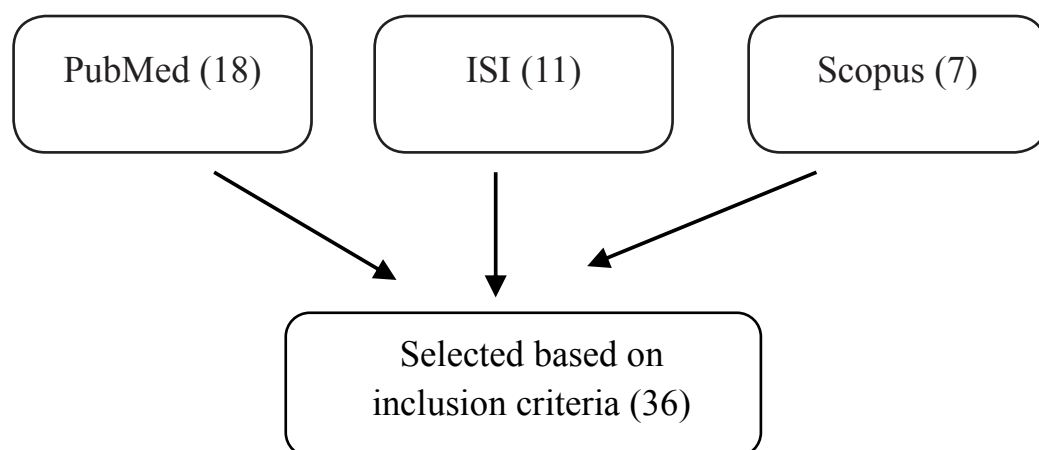 PubMed (18)
ISI (11)
Scopus (7)
Selected based on
inclusion criteria (36)